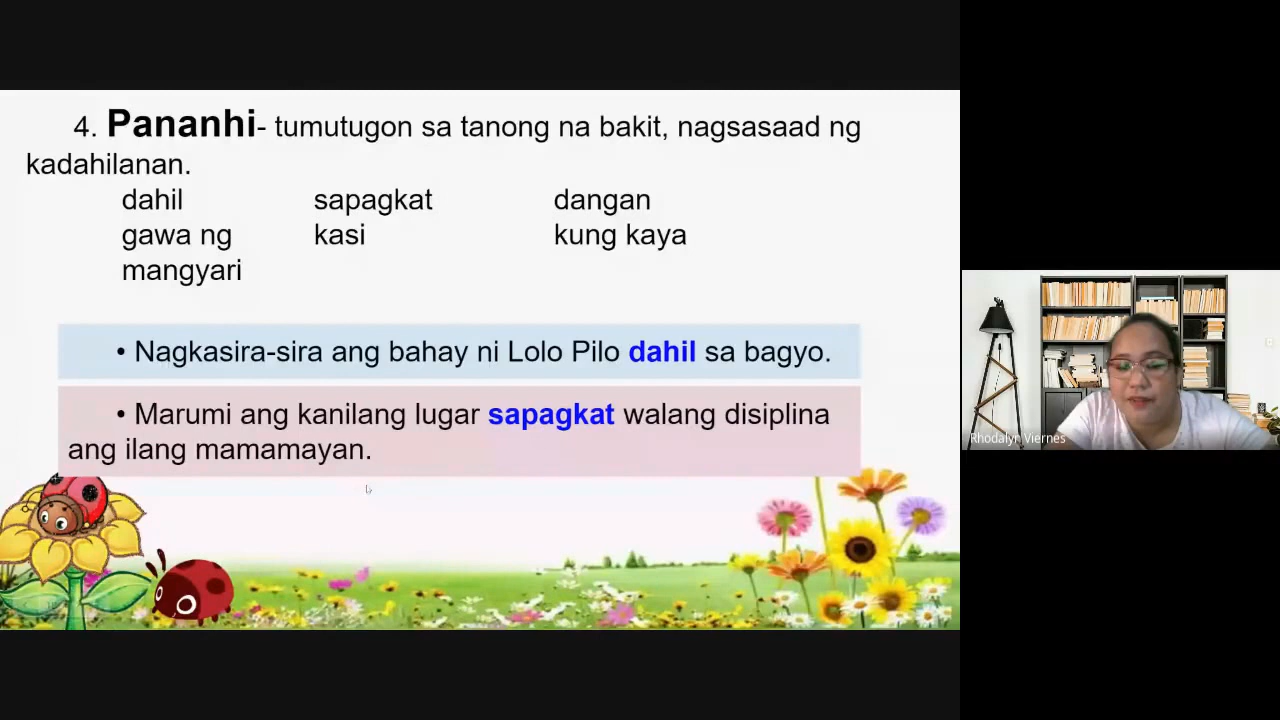 4. Pananhi- tumutugon sa tanong na bakit, nagsasaad ng
kadahilanan.
dahil sapagkat dangan
gawa ng kasi kung kaya
mangyari
• Nagkasira-sira ang bahay ni Lolo Pilo dahil sa bagyo.
• Marumi ang kanilang lugar sapagkat walang disiplina
ang ilang mamamayan.
Rhodalyn Viernes